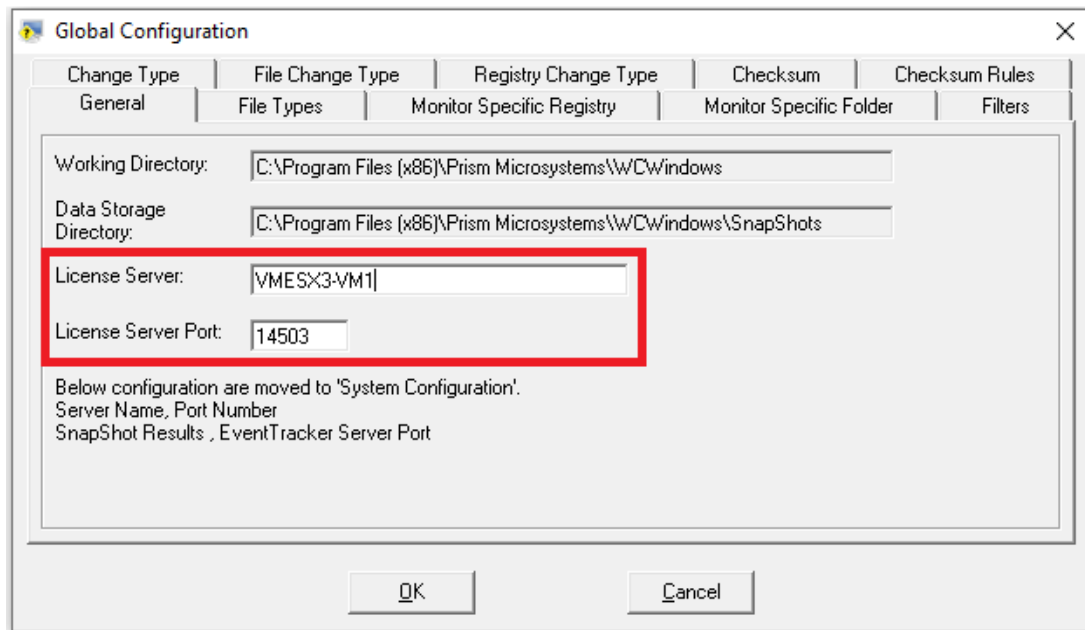 Global Configuration
Change Type File Change Type Registry Change Type Checksum Checksum Rules
General File Types Monitor Specific Registry Monitor Specific Folder Filters
Working Directory: C:\Program Files (x86)\Prism Microsystems\WCWindows
Data Storage
Directory: C:\Program Files (x86)\Prism Microsystems\WCWindows\SnapShots
License Server: VMESX3-VM1
License Server Port: 14503
Below configuration are moved to 'System Configuration'.
Server Name, Port Number
SnapShot Results , EventTracker Server Port
OK Cancel